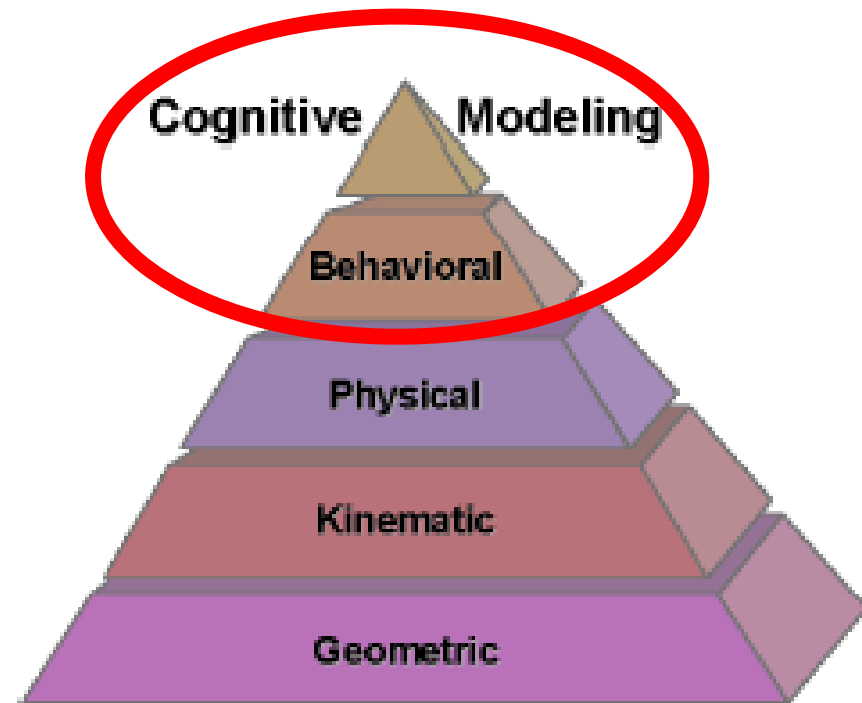 Cognitive Modeling
Behavioral
Physical
Kinematic
Geometric